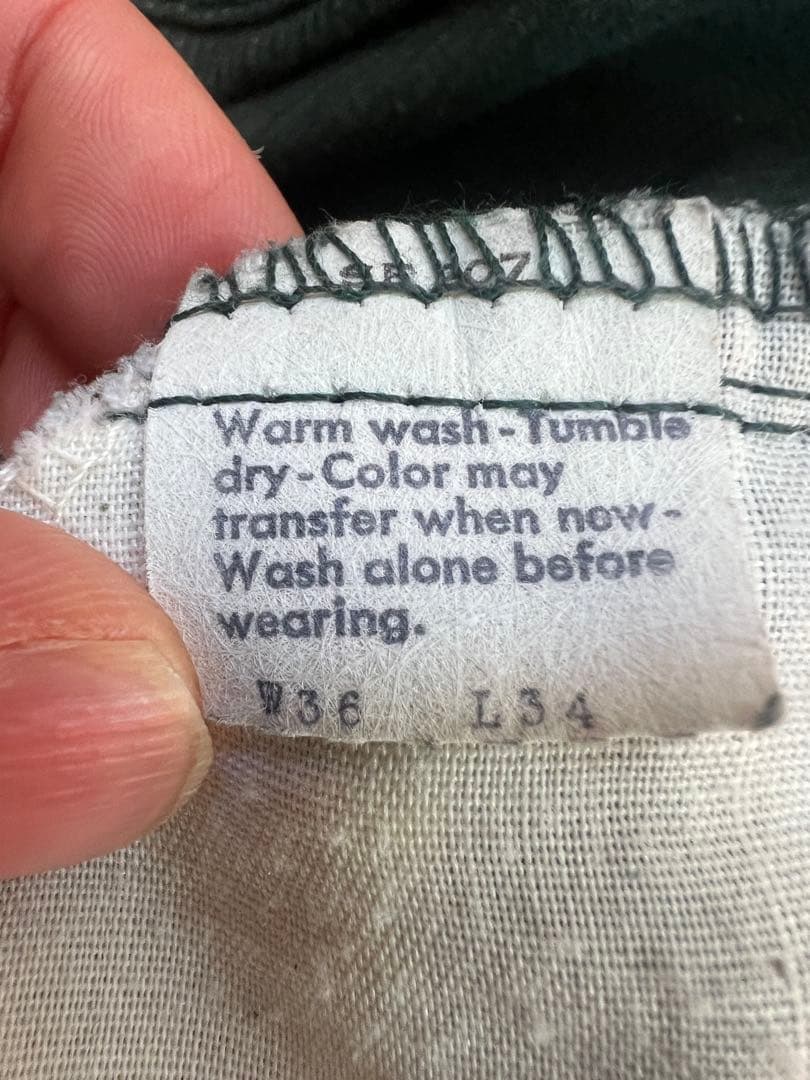 Warm wash-Tumble
dry-Color may
transfer when new-
Wash alone before
wearing.
W36 L34